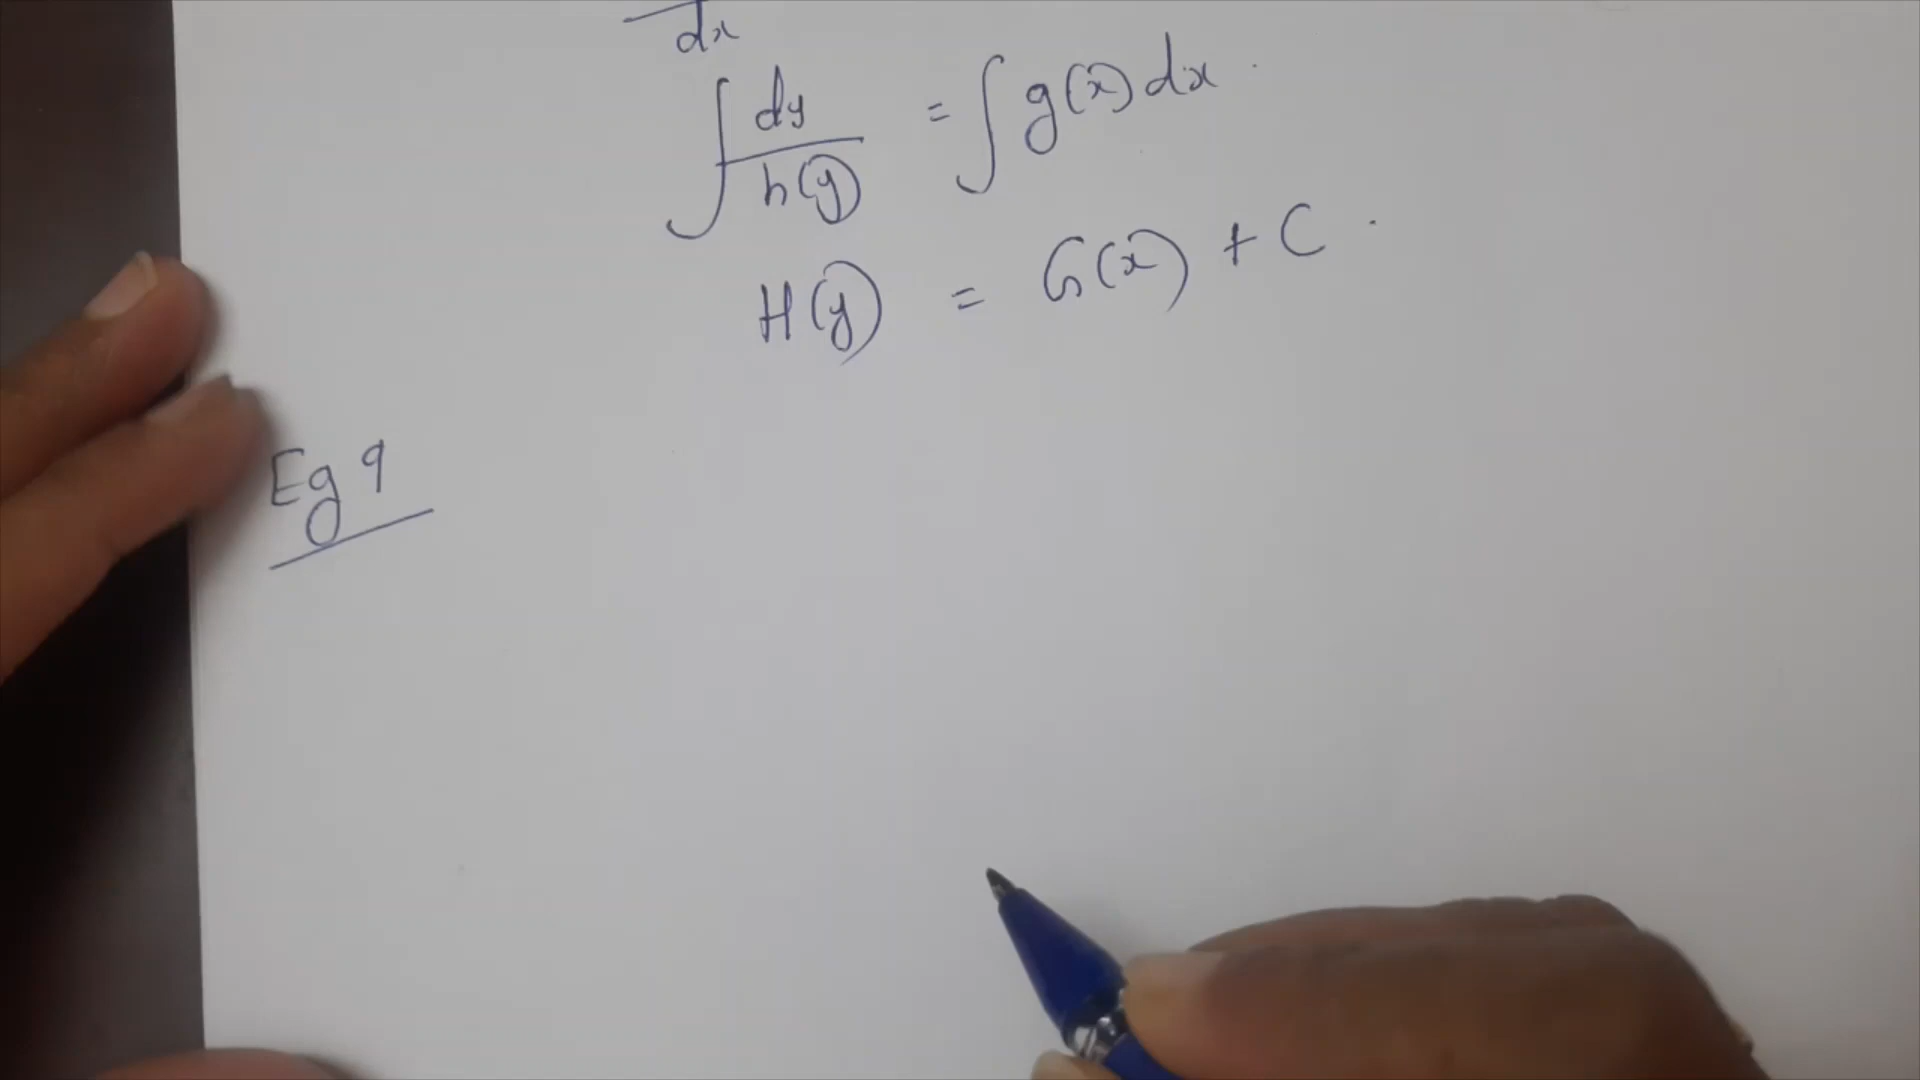 dx
∫ dy / h(y) = ∫ g(x) dx .
H(y) = G(x) + C .
Eg 9